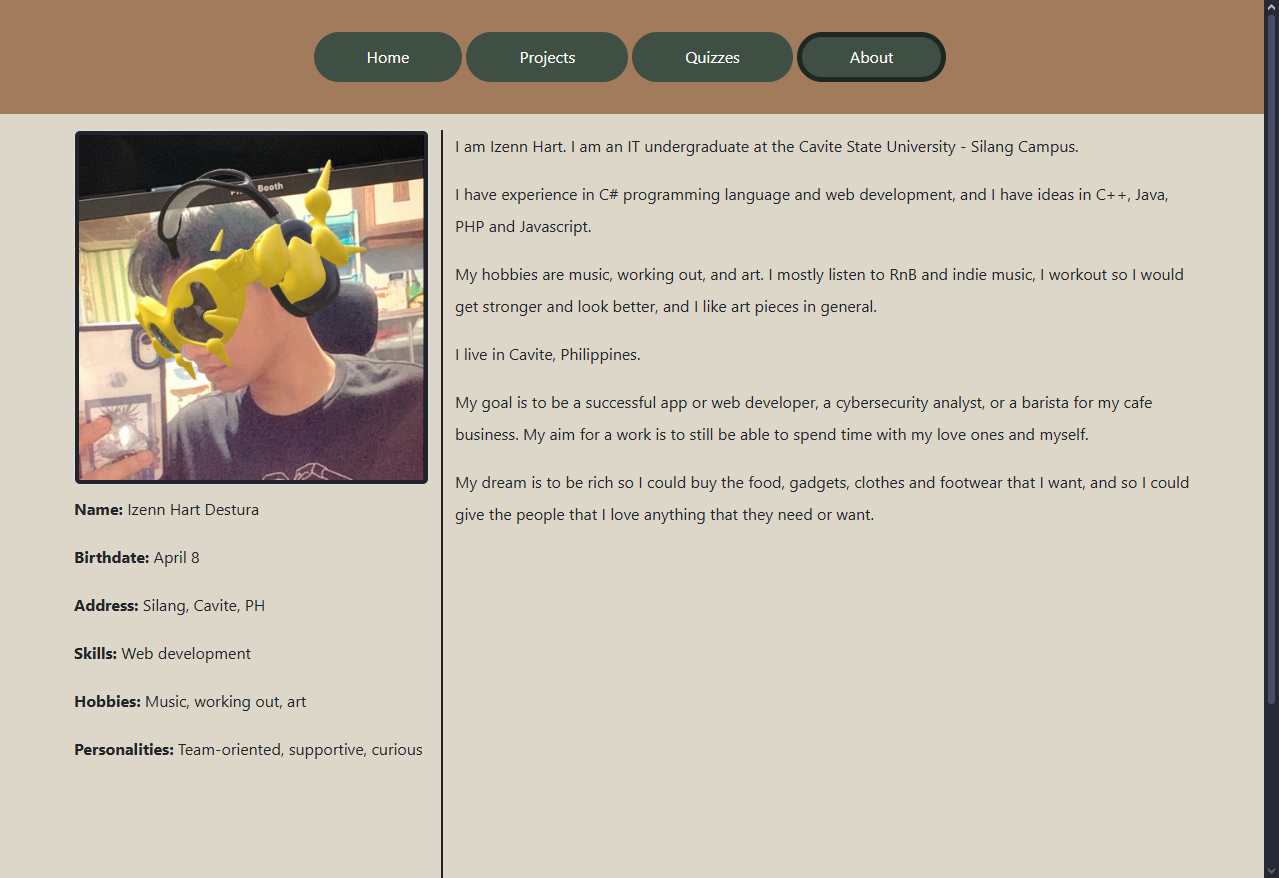 Home
Projects
Quizzes
About
Booth
Name: Izenn Hart Destura
Birthdate: April 8
Address: Silang, Cavite, PH
Skills: Web development
Hobbies: Music, working out, art
Personalities: Team-oriented, supportive, curious
I am Izenn Hart. I am an IT undergraduate at the Cavite State University - Silang Campus.
I have experience in C# programming language and web development, and I have ideas in C++, Java,
PHP and Javascript.
My hobbies are music, working out, and art. I mostly listen to RnB and indie music, I workout so I would
get stronger and look better, and I like art pieces in general.
I live in Cavite, Philippines.
My goal is to be a successful app or web developer, a cybersecurity analyst, or a barista for my cafe
business. My aim for a work is to still be able to spend time with my love ones and myself.
My dream is to be rich so I could buy the food, gadgets, clothes and footwear that I want, and so I could
give the people that I love anything that they need or want.